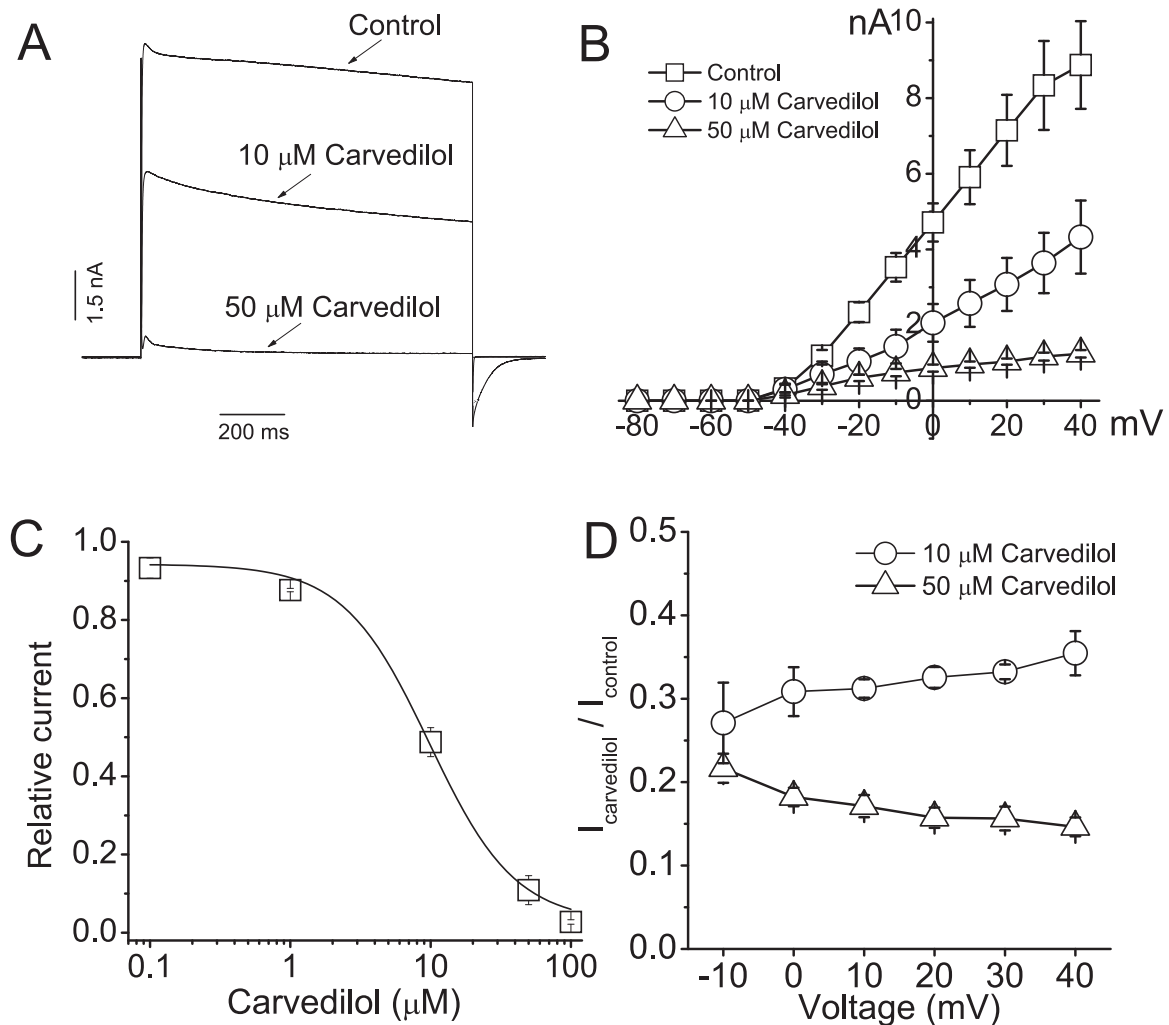 A
Control
10 μM Carvedilol
50 μM Carvedilol
1.5 nA
200 ms
B
nA
10
8
6
4
2
0
Control
10 μM Carvedilol
50 μM Carvedilol
-80 -60 -40 -20 0 20 40 mV
C
1.0
0.8
0.6
0.4
0.2
0.0
Relative current
0.1 1 10 100
Carvedilol (μM)
D
0.5
0.4
0.3
0.2
0.1
0.0
Icarvedilol / Icontrol
10 μM Carvedilol
50 μM Carvedilol
-10 0 10 20 30 40
Voltage (mV)